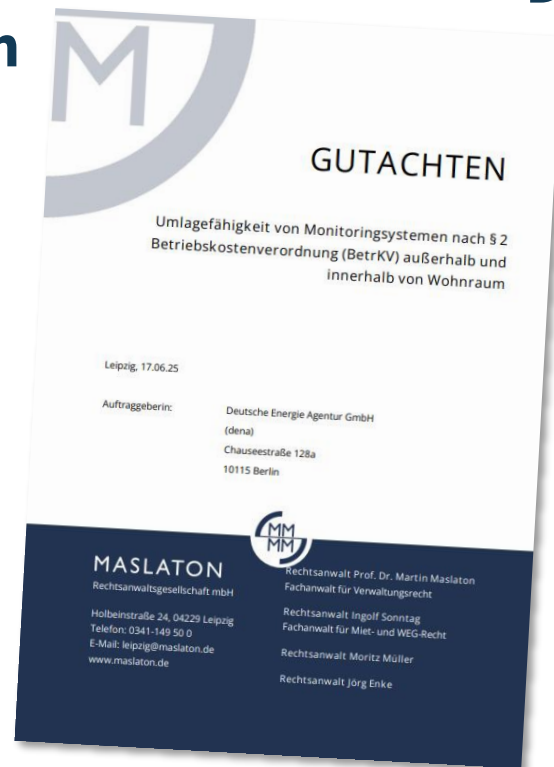 M
GUTACHTEN
Umlagefähigkeit von Monitoringsystemen nach § 2
Betriebskostenverordnung (BetrKV) außerhalb und
innerhalb von Wohnraum
Leipzig, 17.06.25
Auftraggeberin:
Deutsche Energie Agentur GmbH
(dena)
Chauseestraße 128a
10115 Berlin
MM
MM
MASLATON
Rechtsanwaltsgesellschaft mbH
Holbeinstraße 24, 04229 Leipzig
Telefon: 0341-149 50 0
E-Mail: leipzig@maslaton.de
www.maslaton.de
Rechtsanwalt Prof. Dr. Martin Maslaton
Fachanwalt für Verwaltungsrecht
Rechtsanwalt Ingolf Sonntag
Fachanwalt für Miet- und WEG-Recht
Rechtsanwalt Moritz Müller
Rechtsanwalt Jörg Enke